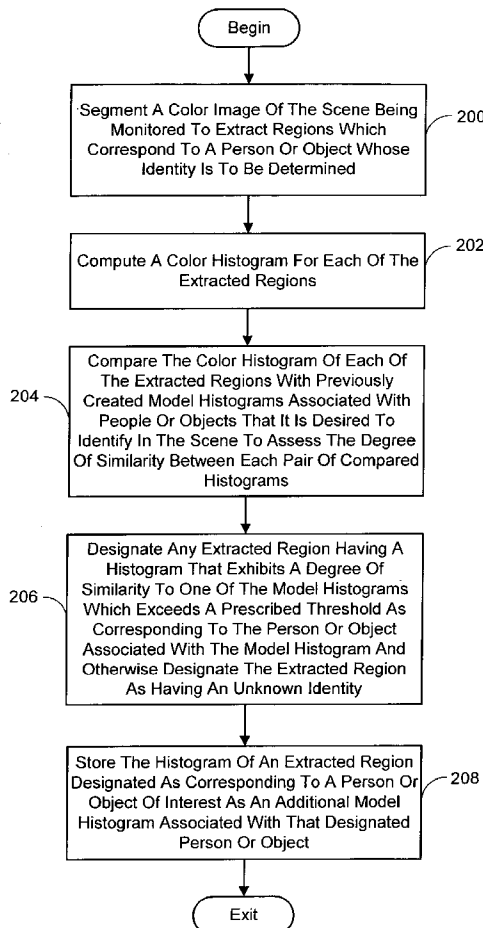 Begin
Segment A Color Image Of The Scene Being
Monitored To Extract Regions Which
Correspond To A Person Or Object Whose
Identity Is To Be Determined
200
Compute A Color Histogram For Each Of The
Extracted Regions
202
Compare The Color Histogram Of Each Of
The Extracted Regions With Previously
Created Model Histograms Associated With
People Or Objects That It Is Desired To
Identify In The Scene To Assess The Degree
Of Similarity Between Each Pair Of Compared
Histograms
204
Designate Any Extracted Region Having A
Histogram That Exhibits A Degree Of
Similarity To One Of The Model Histograms
Which Exceeds A Prescribed Threshold As
Corresponding To The Person Or Object
Associated With The Model Histogram And
Otherwise Designate The Extracted Region
As Having An Unknown Identity
206
Store The Histogram Of An Extracted Region
Designated As Corresponding To A Person Or
Object Of Interest As An Additional Model
Histogram Associated With That Designated
Person Or Object
208
Exit